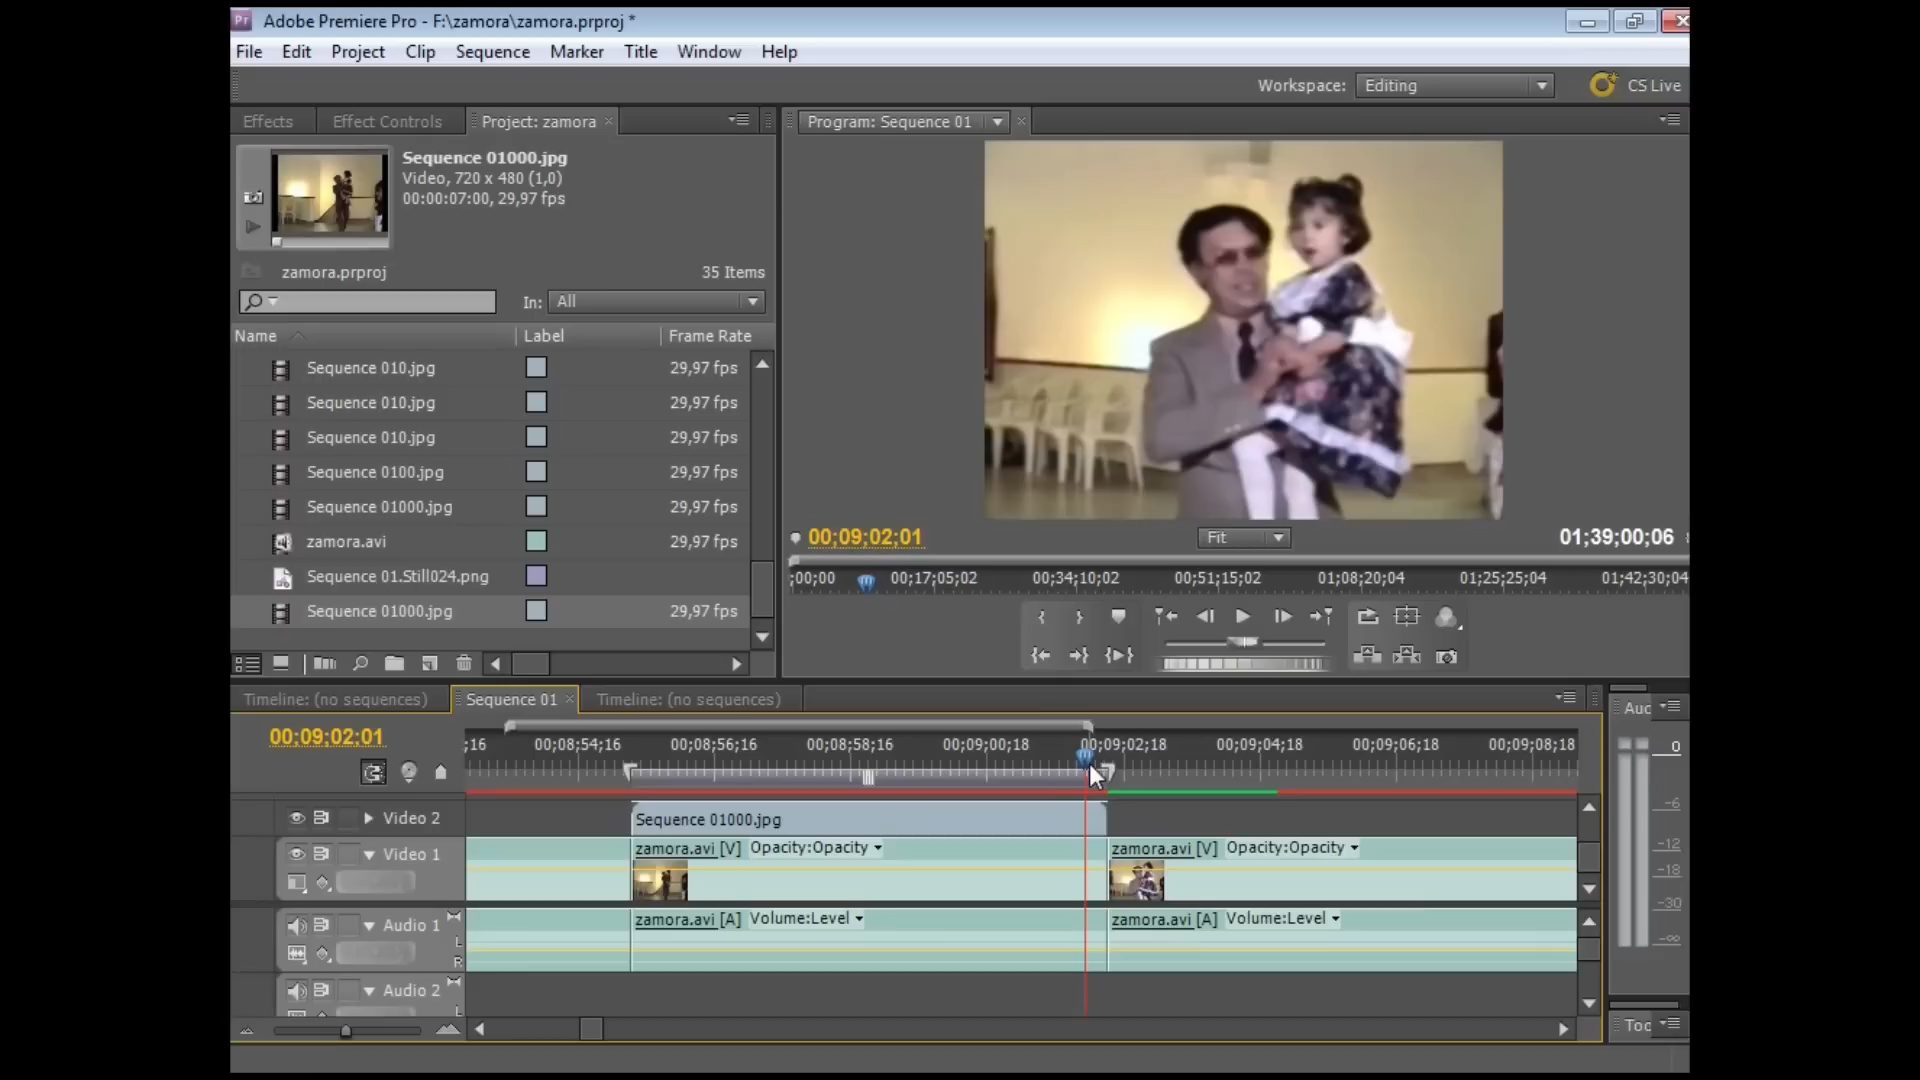 Pr Adobe Premiere Pro - F:\zamora\zamora.prproj *
File Edit Project Clip Sequence Marker Title Window Help
Workspace: Editing CS Live
Effects Effect Controls Project: zamora
Program: Sequence 01
Sequence 01000.jpg
Video, 720 x 480 (1,0)
00:00:07:00, 29,97 fps
zamora.prproj 35 Items
In: All
Name Label Frame Rate
Sequence 010.jpg 29,97 fps
Sequence 010.jpg 29,97 fps
Sequence 010.jpg 29,97 fps
Sequence 0100.jpg 29,97 fps
Sequence 01000.jpg 29,97 fps
zamora.avi 29,97 fps
Sequence 01.Still024.png
Sequence 01000.jpg 29,97 fps
00;09;02;01 Fit 01;39;00;06
;00;00 00;17;05;02 00;34;10;02 00;51;15;02 01;08;20;04 01;25;25;04 01;42;30;04
Timeline: (no sequences) Sequence 01 Timeline: (no sequences)
00;09;02;01
;16 00;08;54;16 00;08;56;16 00;08;58;16 00;09;00;18 00;09;02;18 00;09;04;18 00;09;06;18 00;09;08;18
Video 2 Sequence 01000.jpg
Video 1 zamora.avi [V] Opacity:Opacity zamora.avi [V] Opacity:Opacity
Audio 1 zamora.avi [A] Volume:Level zamora.avi [A] Volume:Level
L
R
Audio 2
L
Auc
0
-6
-12
-18
-30
-∞
Toc